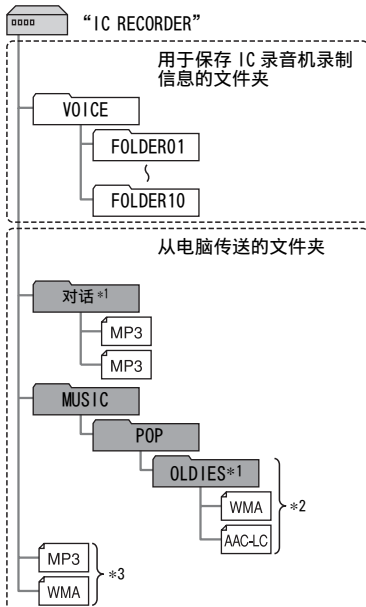 “IC RECORDER”
用于保存 IC 录音机录制
信息的文件夹
VOICE
FOLDER01
FOLDER10
从电脑传送的文件夹
对话*1
MP3
MP3
MUSIC
POP
OLDIES*1
WMA
*2
AAC-LC
MP3
*3
WMA